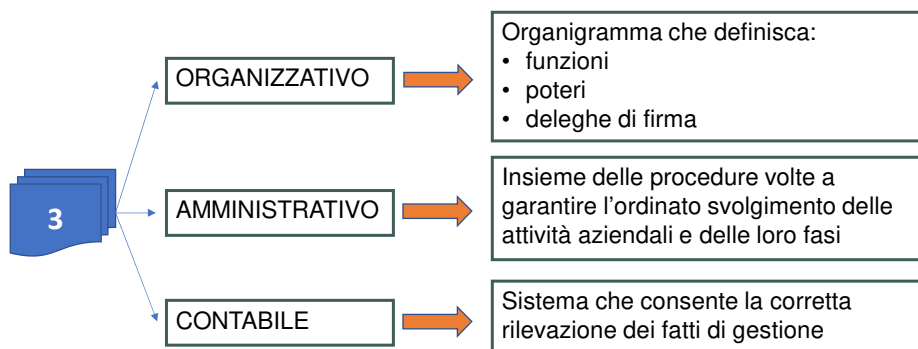 3
ORGANIZZATIVO
Organigramma che definisca:
• funzioni
• poteri
• deleghe di firma
AMMINISTRATIVO
Insieme delle procedure volte a
garantire l’ordinato svolgimento delle
attività aziendali e delle loro fasi
CONTABILE
Sistema che consente la corretta
rilevazione dei fatti di gestione